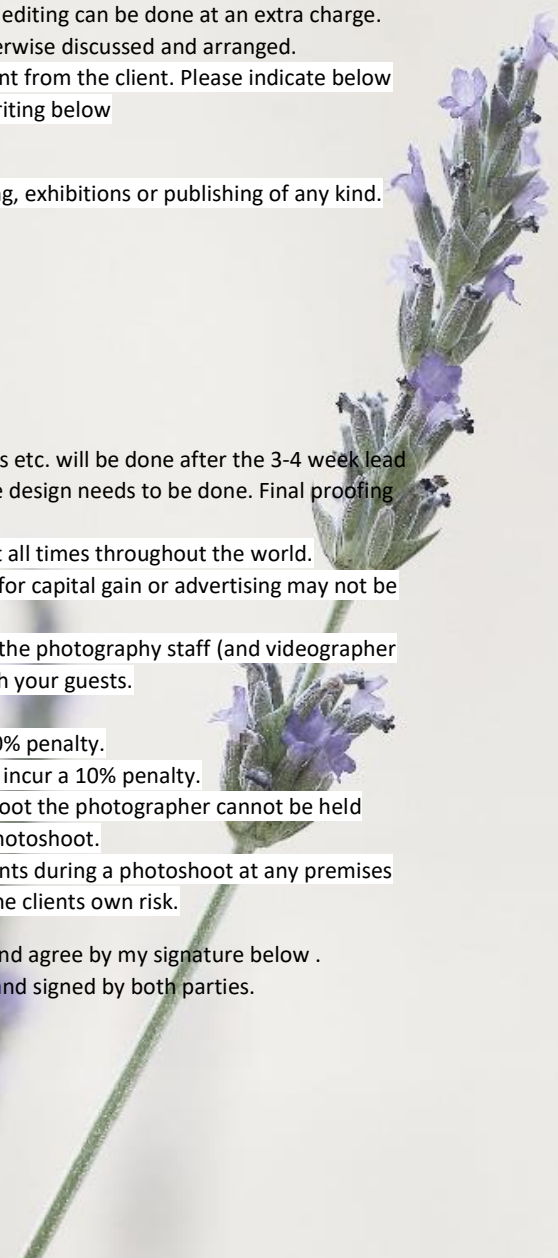 editing can be done at an extra charge.
erwise discussed and arranged.
nt from the client. Please indicate below
riting below
g, exhibitions or publishing of any kind.
s etc. will be done after the 3-4 week lead
e design needs to be done. Final proofing
t all times throughout the world.
for capital gain or advertising may not be
the photography staff (and videographer
h your guests.
0% penalty.
incur a 10% penalty.
oot the photographer cannot be held
hotoshoot.
nts during a photoshoot at any premises
he clients own risk.
nd agree by my signature below .
and signed by both parties.